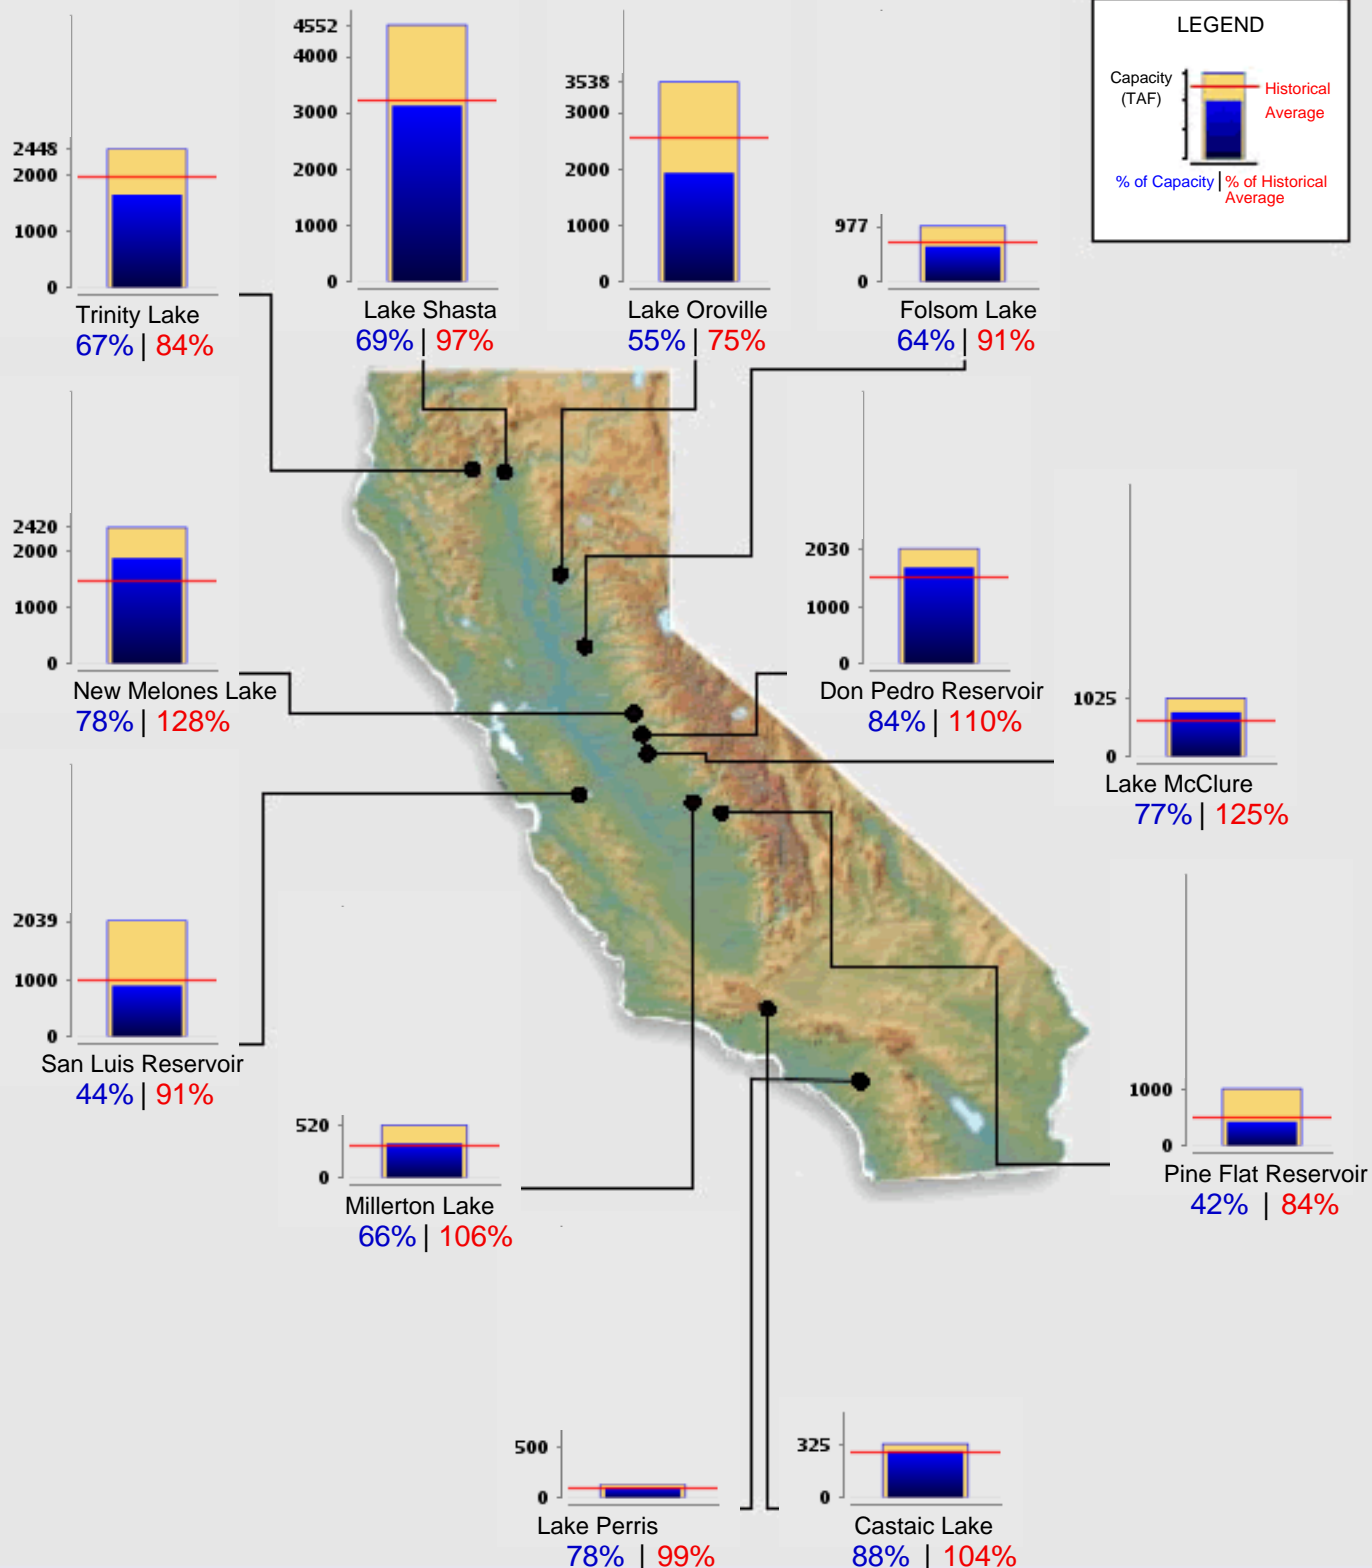 LEGEND
Capacity
(TAF)
Historical
Average
% of Capacity | % of Historical
Average
2448
2000
1000
0
Trinity Lake
67% | 84%
4552
4000
3000
2000
1000
0
Lake Shasta
69% | 97%
3538
3000
2000
1000
0
Lake Oroville
55% | 75%
977
0
Folsom Lake
64% | 91%
2420
2000
1000
0
New Melones Lake
78% | 128%
2030
1000
0
Don Pedro Reservoir
84% | 110%
1025
0
Lake McClure
77% | 125%
2039
1000
0
San Luis Reservoir
44% | 91%
520
0
Millerton Lake
66% | 106%
1000
0
Pine Flat Reservoir
42% | 84%
500
0
Lake Perris
78% | 99%
325
0
Castaic Lake
88% | 104%